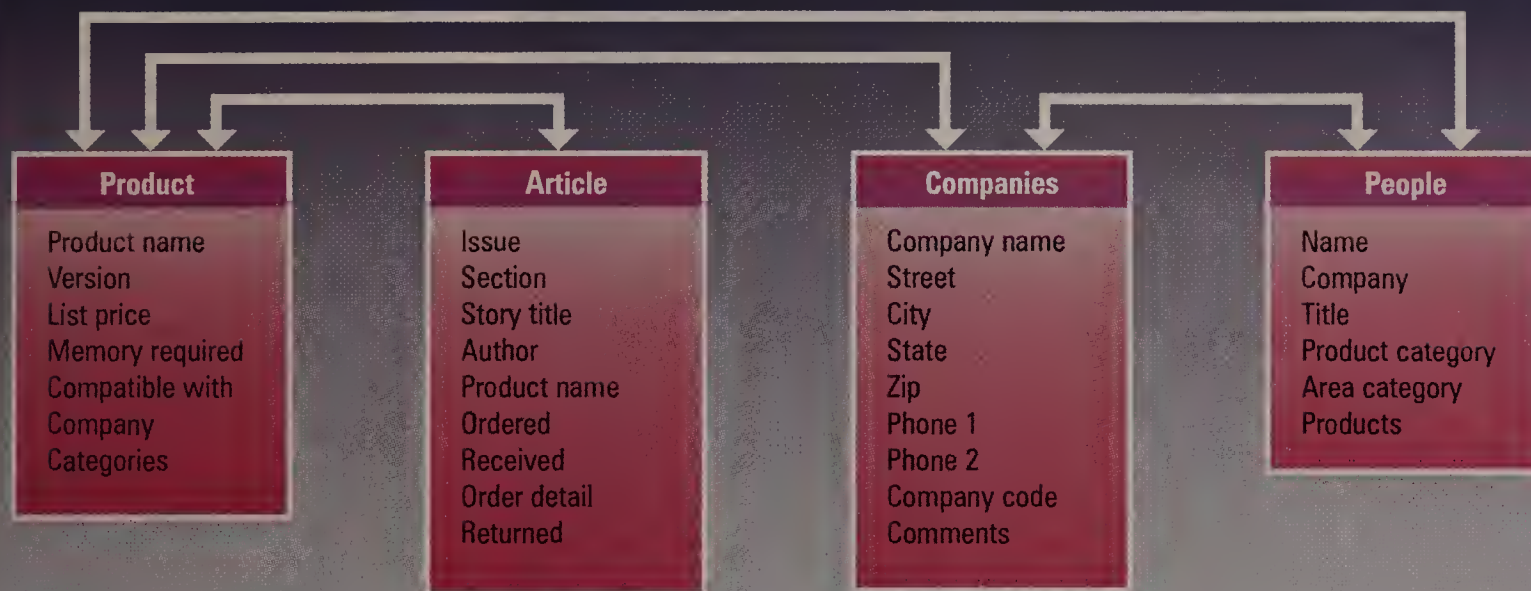 Product
Product name
Version
List price
Memory required
Compatible with
Company
Categories
Article
Issue
Section
Story title
Author
Product name
Ordered
Received
Order detail
Returned
Companies
Company name
Street
City
State
Zip
Phone 1
Phone 2
Company code
Comments
People
Name
Company
Title
Product category
Area category
Products